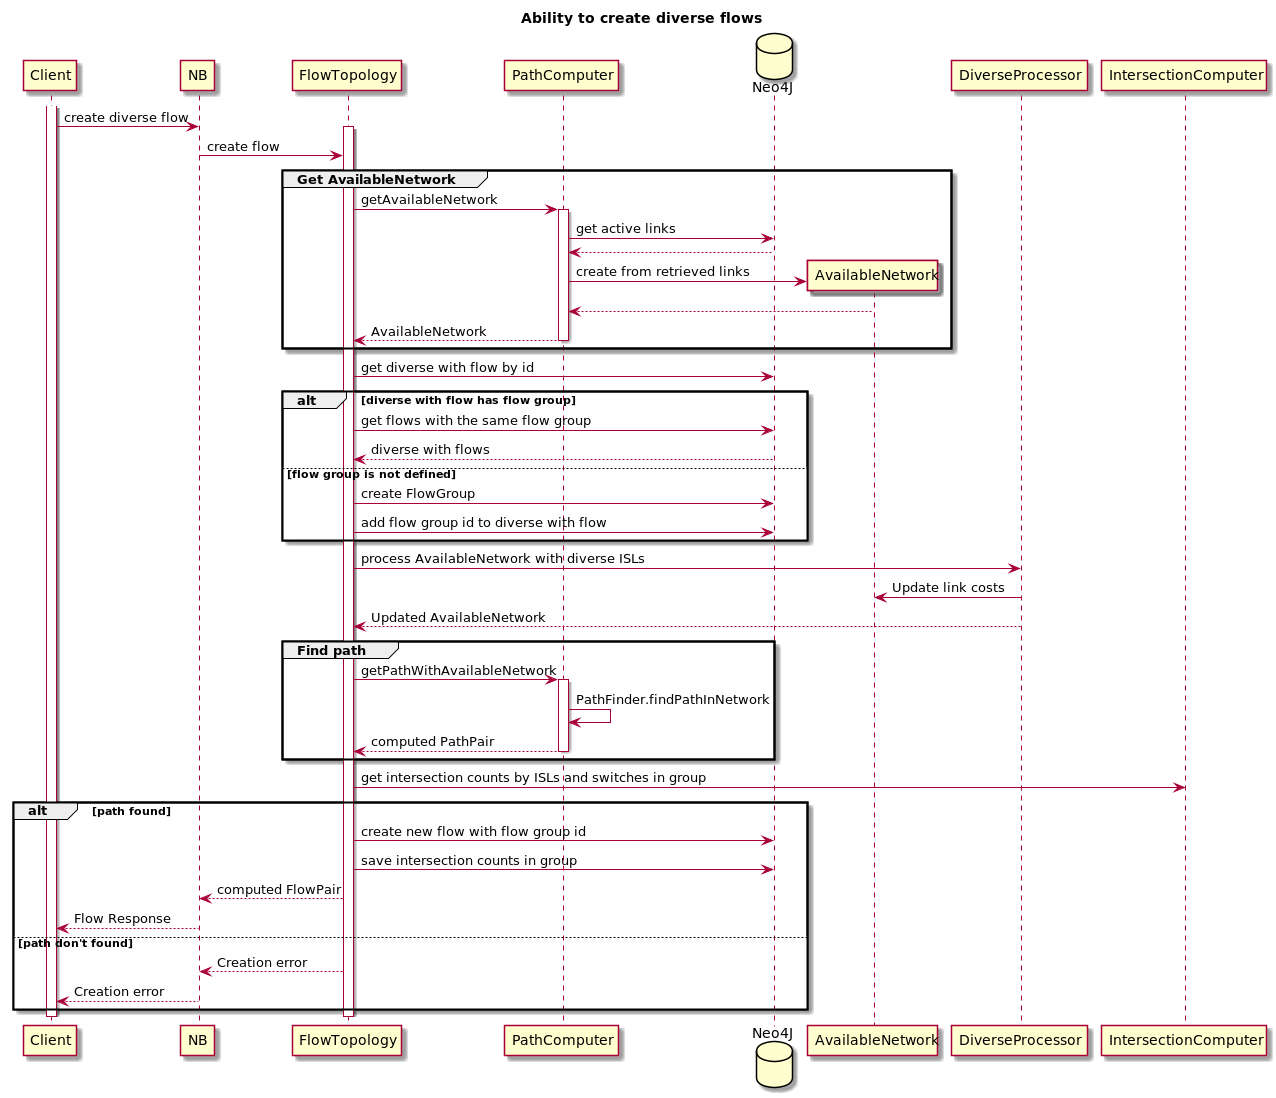 Ability to create diverse flows
Client
NB
FlowTopology
PathComputer
Neo4J
DiverseProcessor
IntersectionComputer
create diverse flow
create flow
Get AvailableNetwork
getAvailableNetwork
get active links
create from retrieved links
AvailableNetwork
AvailableNetwork
get diverse with flow by id
alt [diverse with flow has flow group]
get flows with the same flow group
diverse with flows
[flow group is not defined]
create FlowGroup
add flow group id to diverse with flow
process AvailableNetwork with diverse ISLs
Update link costs
Updated AvailableNetwork
Find path
getPathWithAvailableNetwork
PathFinder.findPathInNetwork
computed PathPair
get intersection counts by ISLs and switches in group
alt [path found]
create new flow with flow group id
save intersection counts in group
computed FlowPair
Flow Response
[path don't found]
Creation error
Creation error
Client
NB
FlowTopology
PathComputer
Neo4J
AvailableNetwork
DiverseProcessor
IntersectionComputer